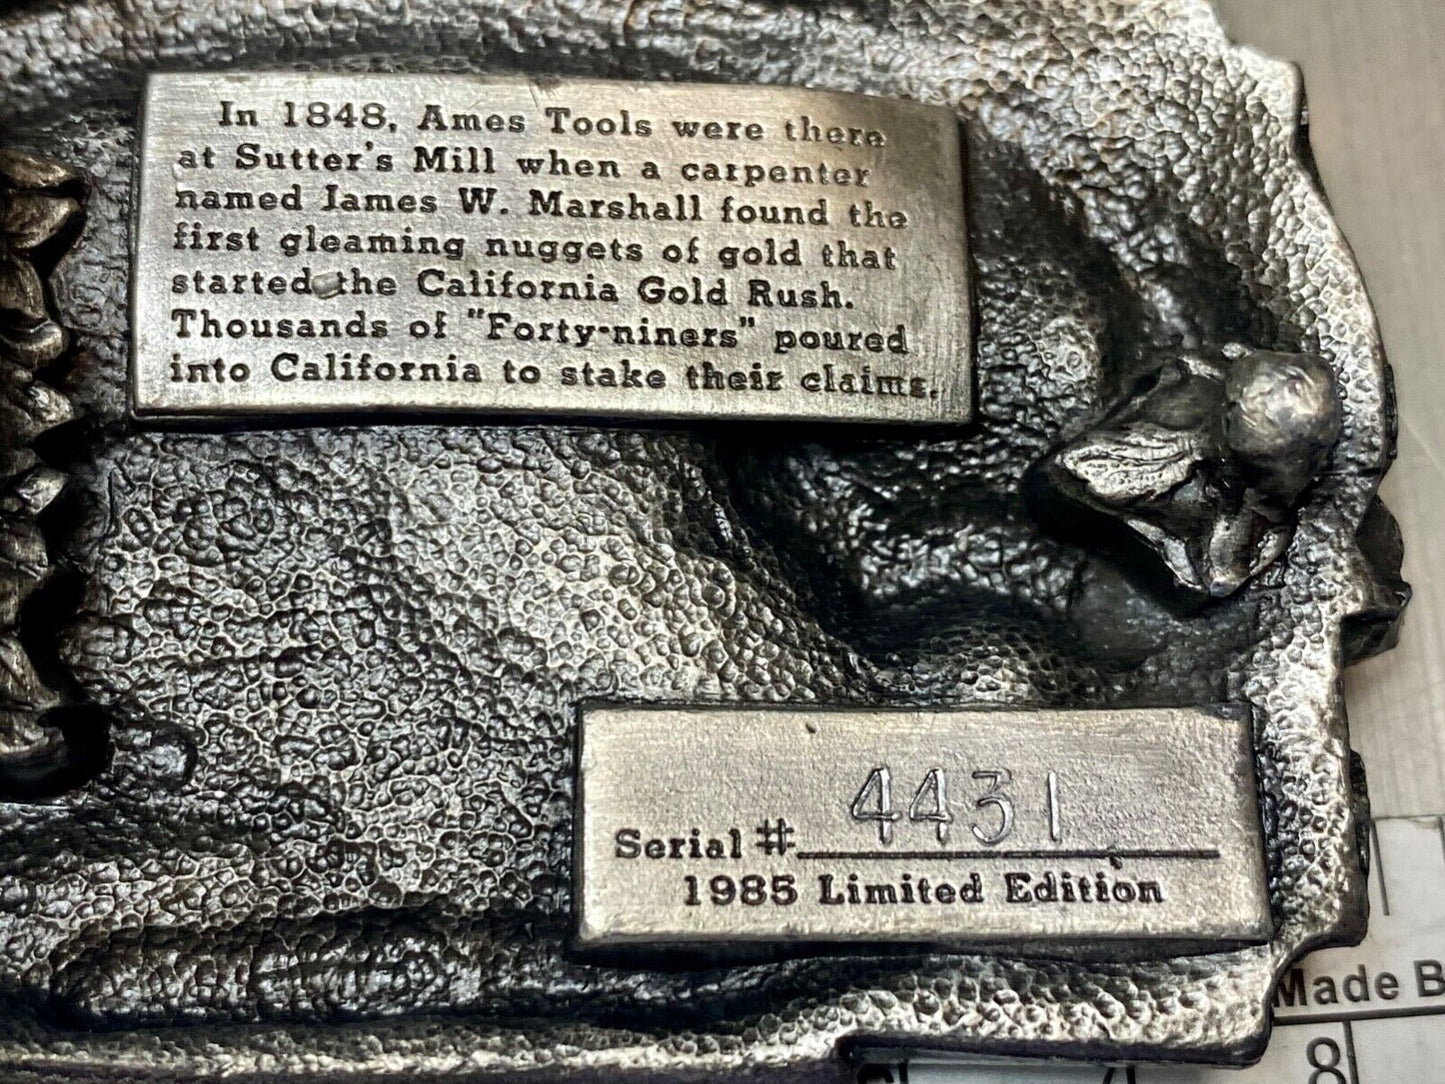 In 1848, Ames Tools were there
at Sutter's Mill when a carpenter
named James W. Marshall found the
first gleaming nuggets of gold that
started the California Gold Rush.
Thousands of "Forty-niners" poured
into California to stake their claims.
4431
Serial #
1985 Limited Edition
Made
8